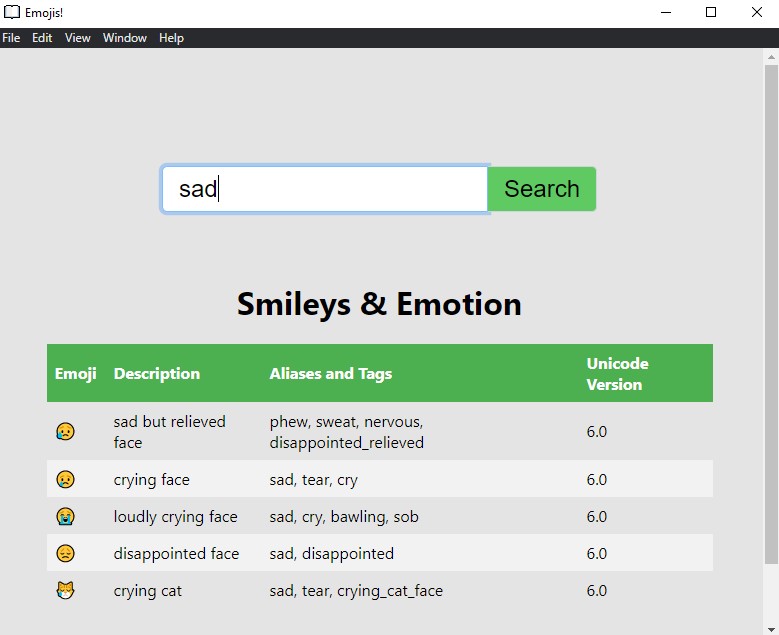 Emojis!
File Edit View Window Help
sad
Search
Smileys & Emotion
Emoji Description Aliases and Tags Unicode
Version
sad but relieved
face
phew, sweat, nervous,
disappointed_relieved
6.0
crying face sad, tear, cry 6.0
loudly crying face sad, cry, bawling, sob 6.0
disappointed face sad, disappointed 6.0
crying cat sad, tear, crying_cat_face 6.0